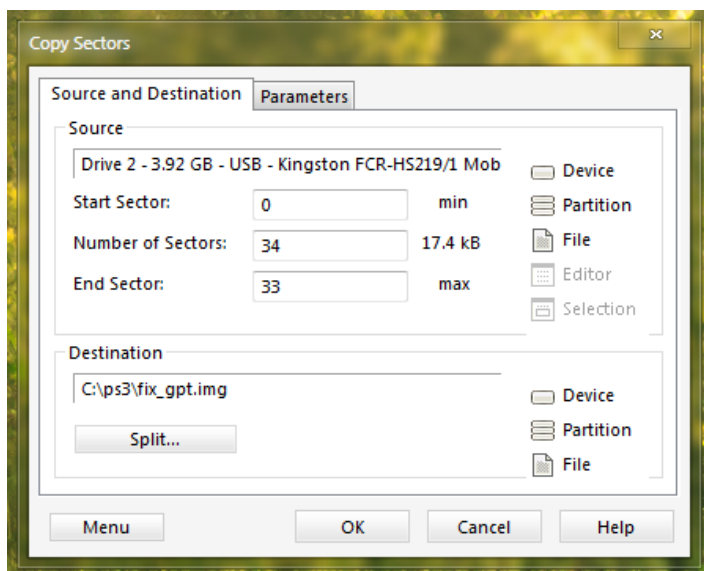 Copy Sectors
Source and Destination Parameters
Source
Drive 2 - 3.92 GB - USB - Kingston FCR-HS219/1 Mob
Device
Start Sector: 0 min
Partition
Number of Sectors: 34 17.4 kB
File
End Sector: 33 max
Editor
Selection
Destination
C:\ps3\fix_gpt.img
Device
Split...
Partition
File
Menu OK Cancel Help